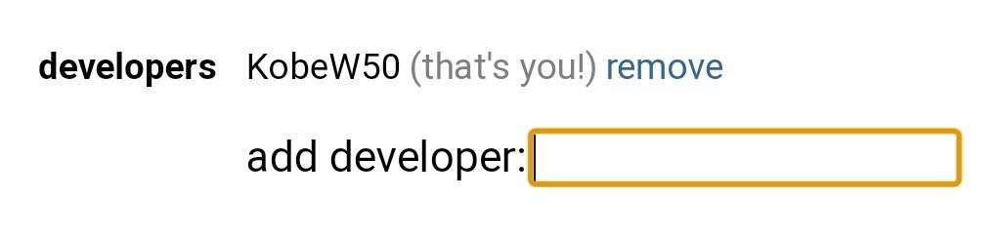 developers KobeW50 (that's you!) remove
add developer: